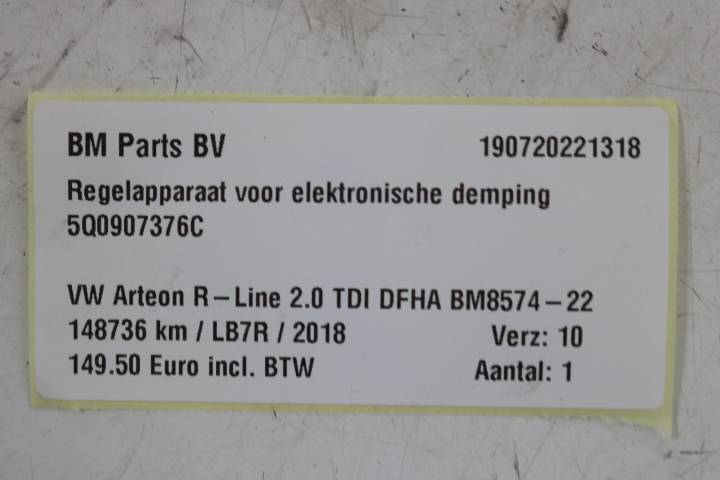 BM Parts BV 190720221318
Regelapparaat voor elektronische demping
5Q0907376C
VW Arteon R-Line 2.0 TDI DFHA BM8574-22
148736 km / LB7R / 2018 Verz: 10
149.50 Euro incl. BTW Aantal: 1